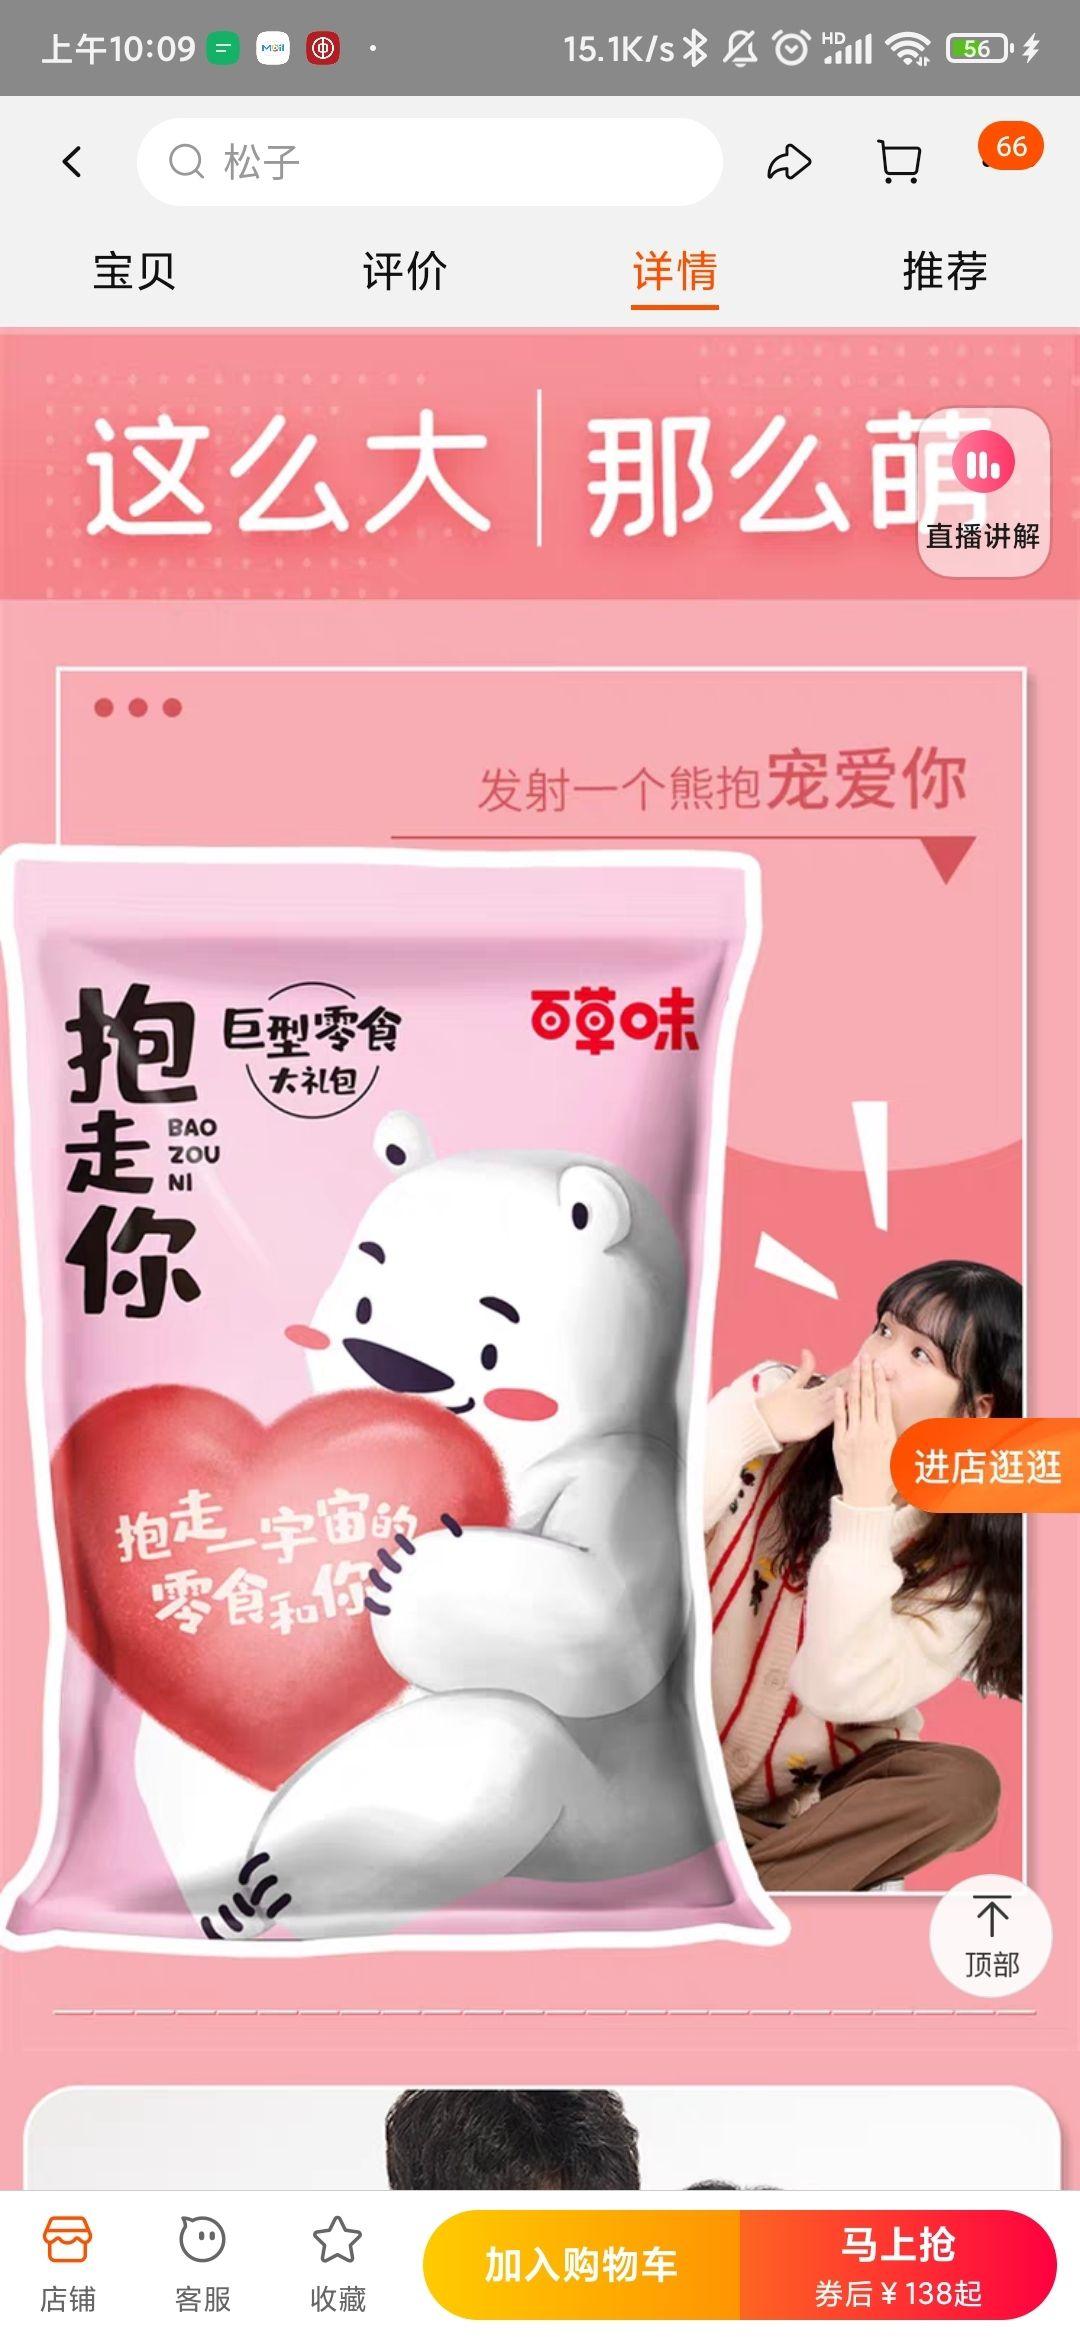 上午10:09
Mail
15.1K/s
HD
56
松子
66
宝贝
评价
详情
推荐
这么大
那么萌
直播讲解
发射一个熊抱宠爱你
抱走你
BAO
ZOU
NI
巨型零食
大礼包
百草味
抱走一宇宙的
零食和你
进店逛逛
顶部
店铺
客服
收藏
加入购物车
马上抢
券后¥138起